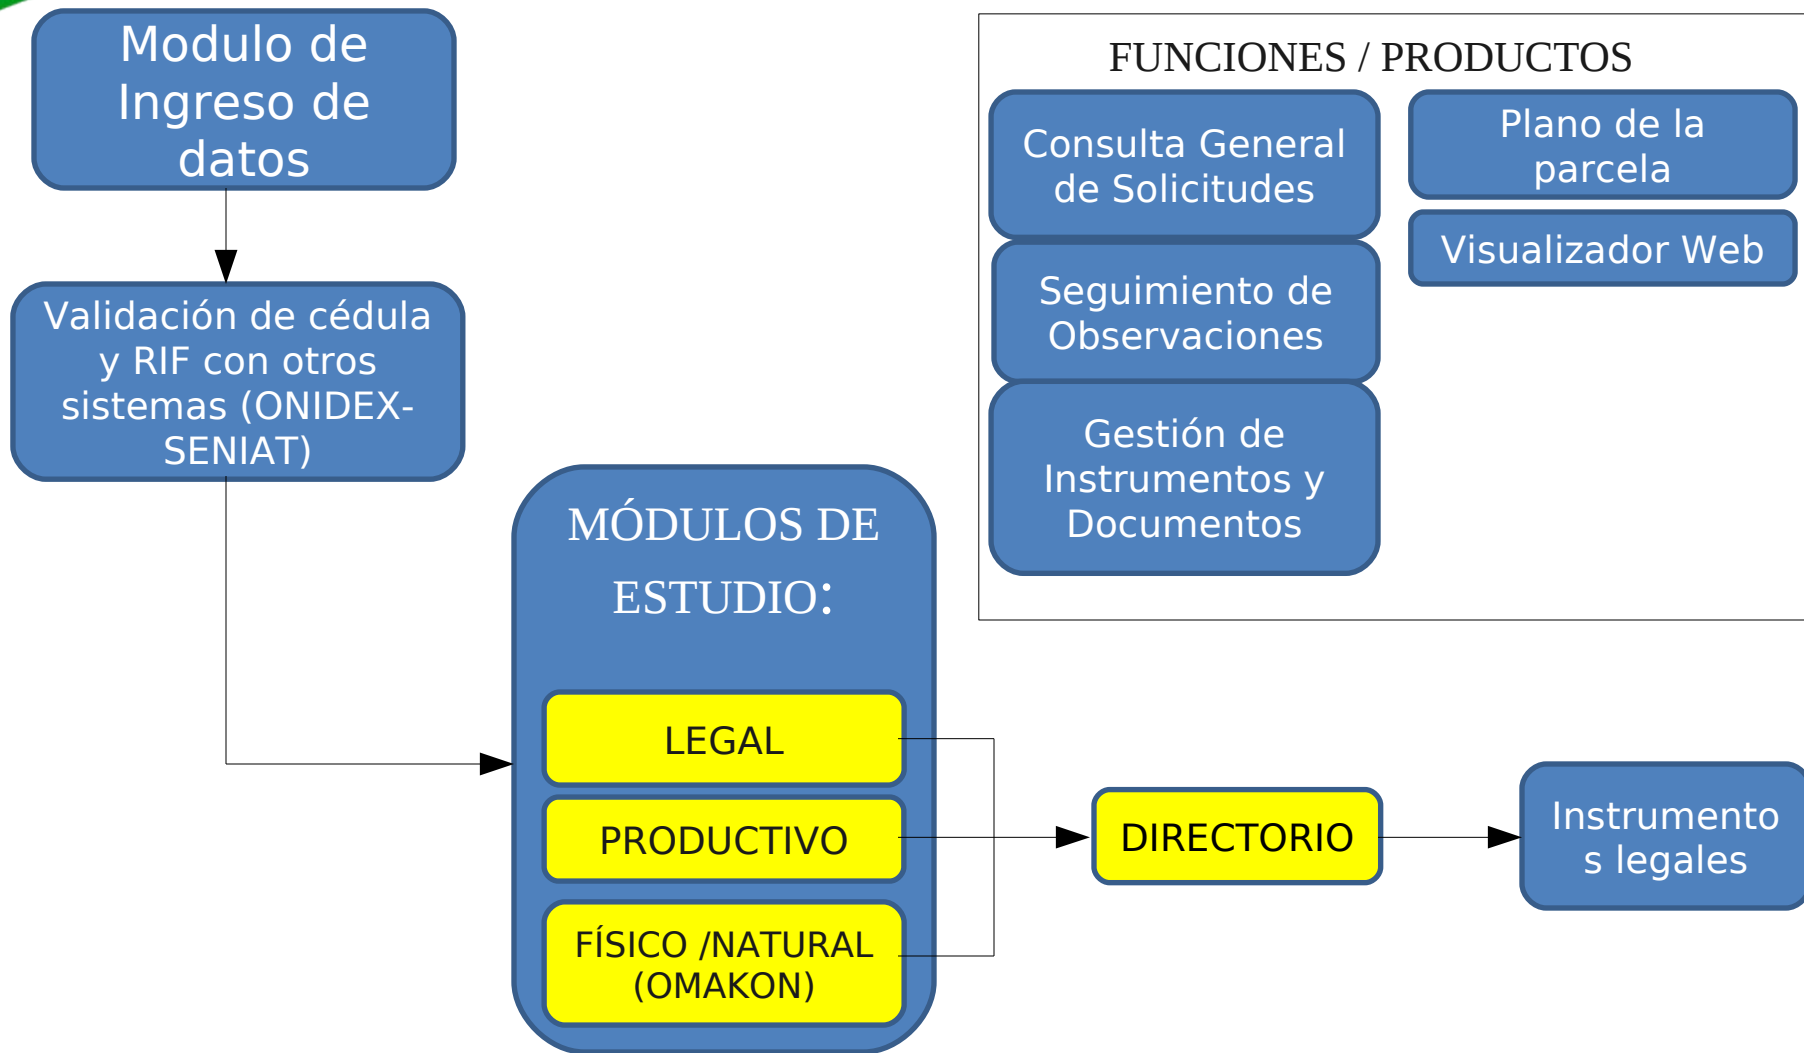 Modulo de
Ingreso de
datos
Validación de cédula
y RIF con otros
sistemas (ONIDEX-
SENIAT)
MÓDULOS DE
ESTUDIO:
LEGAL
PRODUCTIVO
FÍSICO /NATURAL
(OMAKON)
FUNCIONES / PRODUCTOS
Consulta General
de Solicitudes
Seguimiento de
Observaciones
Gestión de
Instrumentos y
Documentos
Plano de la
parcela
Visualizador Web
DIRECTORIO
Instrumento
s legales